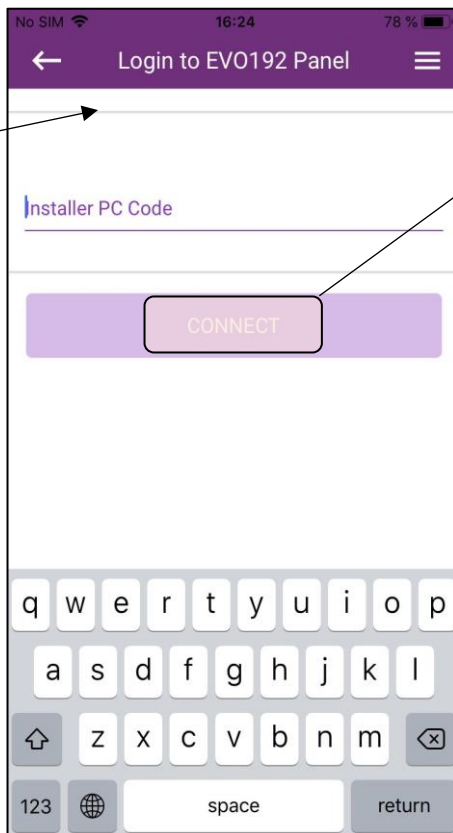 No SIM 16:24 78 %
Login to EVO192 Panel
Installer PC Code
CONNECT
q w e r t y u i o p
a s d f g h j k l
z x c v b n m
123 space return